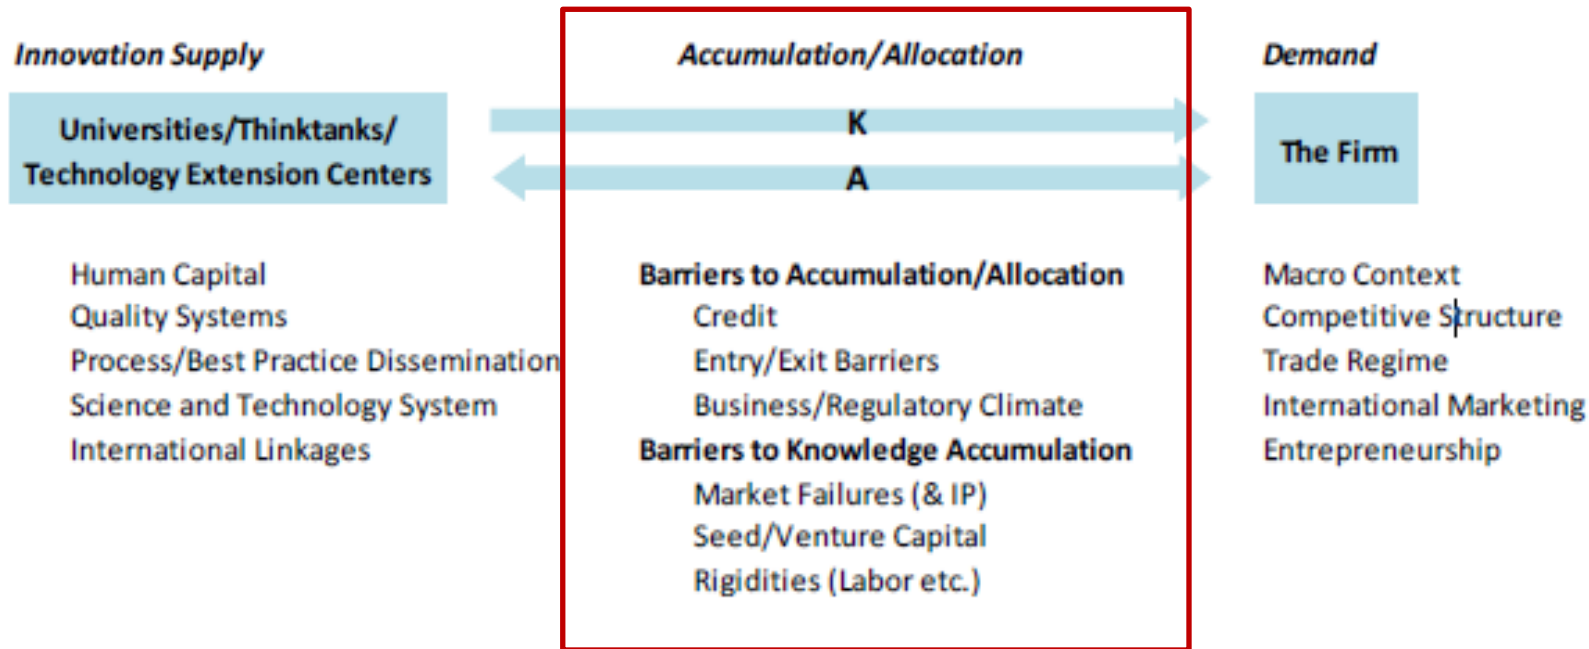 Innovation Supply
Accumulation/Allocation
Demand
Universities/Thinktanks/
Technology Extension Centers
K
A
The Firm
Human Capital
Quality Systems
Process/Best Practice Dissemination
Science and Technology System
International Linkages
Barriers to Accumulation/Allocation
Credit
Entry/Exit Barriers
Business/Regulatory Climate
Barriers to Knowledge Accumulation
Market Failures (& IP)
Seed/Venture Capital
Rigidities (Labor etc.)
Macro Context
Competitive Structure
Trade Regime
International Marketing
Entrepreneurship